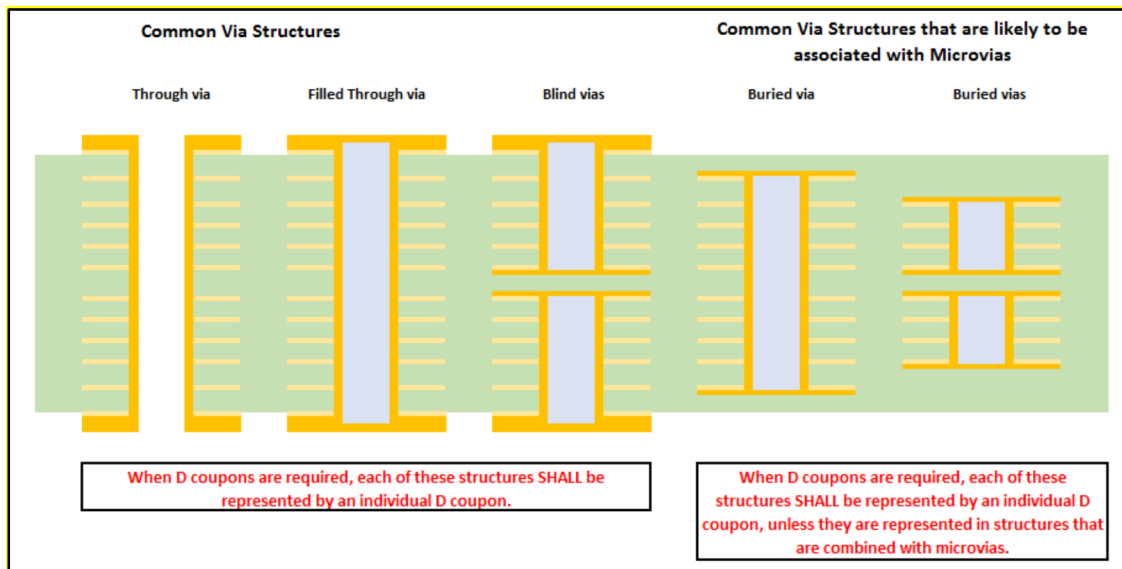 Common Via Structures
Common Via Structures that are likely to be
associated with Microvias
Through via
Filled Through via
Blind vias
Buried via
Buried vias
When D coupons are required, each of these structures SHALL be
represented by an individual D coupon.
When D coupons are required, each of these
structures SHALL be represented by an individual D
coupon, unless they are represented in structures that
are combined with microvias.